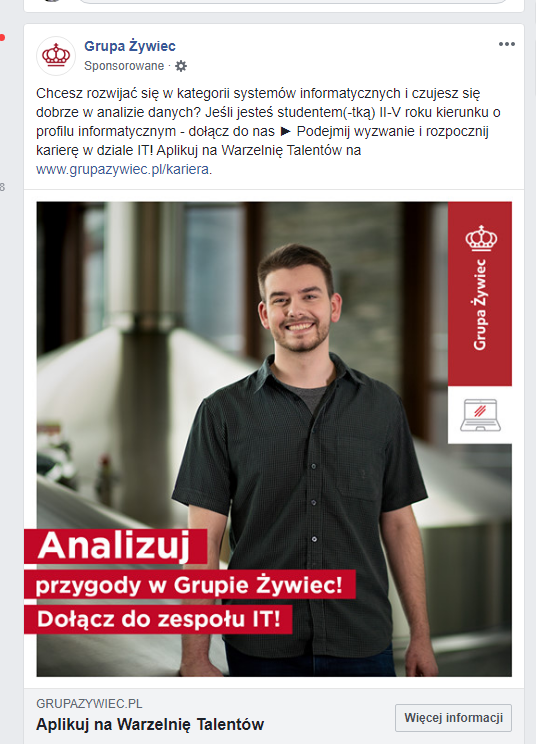 Grupa Żywiec
Sponsorowane ·
Chcesz rozwijać się w kategorii systemów informatycznych i czujesz się
dobrze w analizie danych? Jeśli jesteś studentem(-tką) II-V roku kierunku o
profilu informatycznym - dołącz do nas ► Podejmij wyzwanie i rozpocznij
karierę w dziale IT! Aplikuj na Warzelnię Talentów na
www.grupazywiec.pl/kariera.
Grupa Żywiec
Analizuj
przygody w Grupie Żywiec!
Dołącz do zespołu IT!
GRUPAZYWIEC.PL
Aplikuj na Warzelnię Talentów
Więcej informacji
8